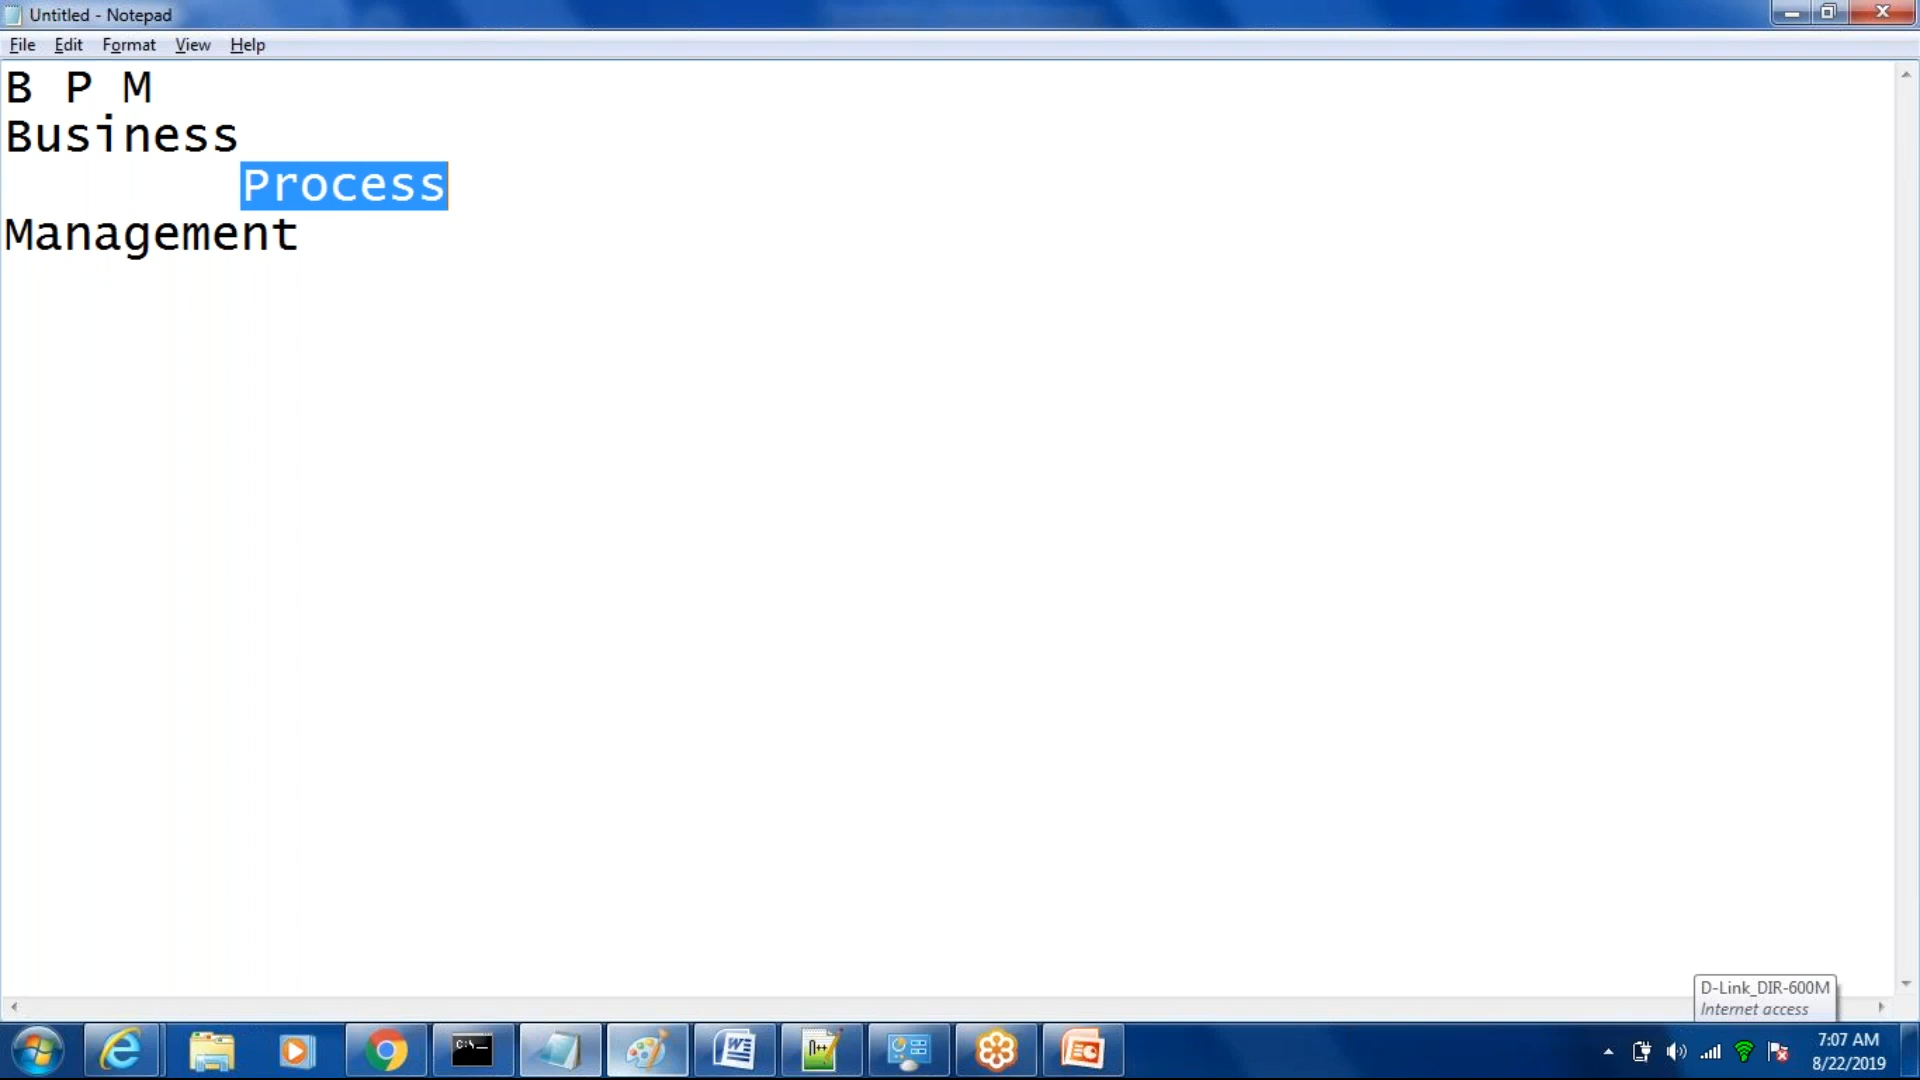 Untitled - Notepad
File Edit Format View Help
B P M
Business
Process
Management
D-Link_DIR-600M
Internet access
7:07 AM
8/22/2019